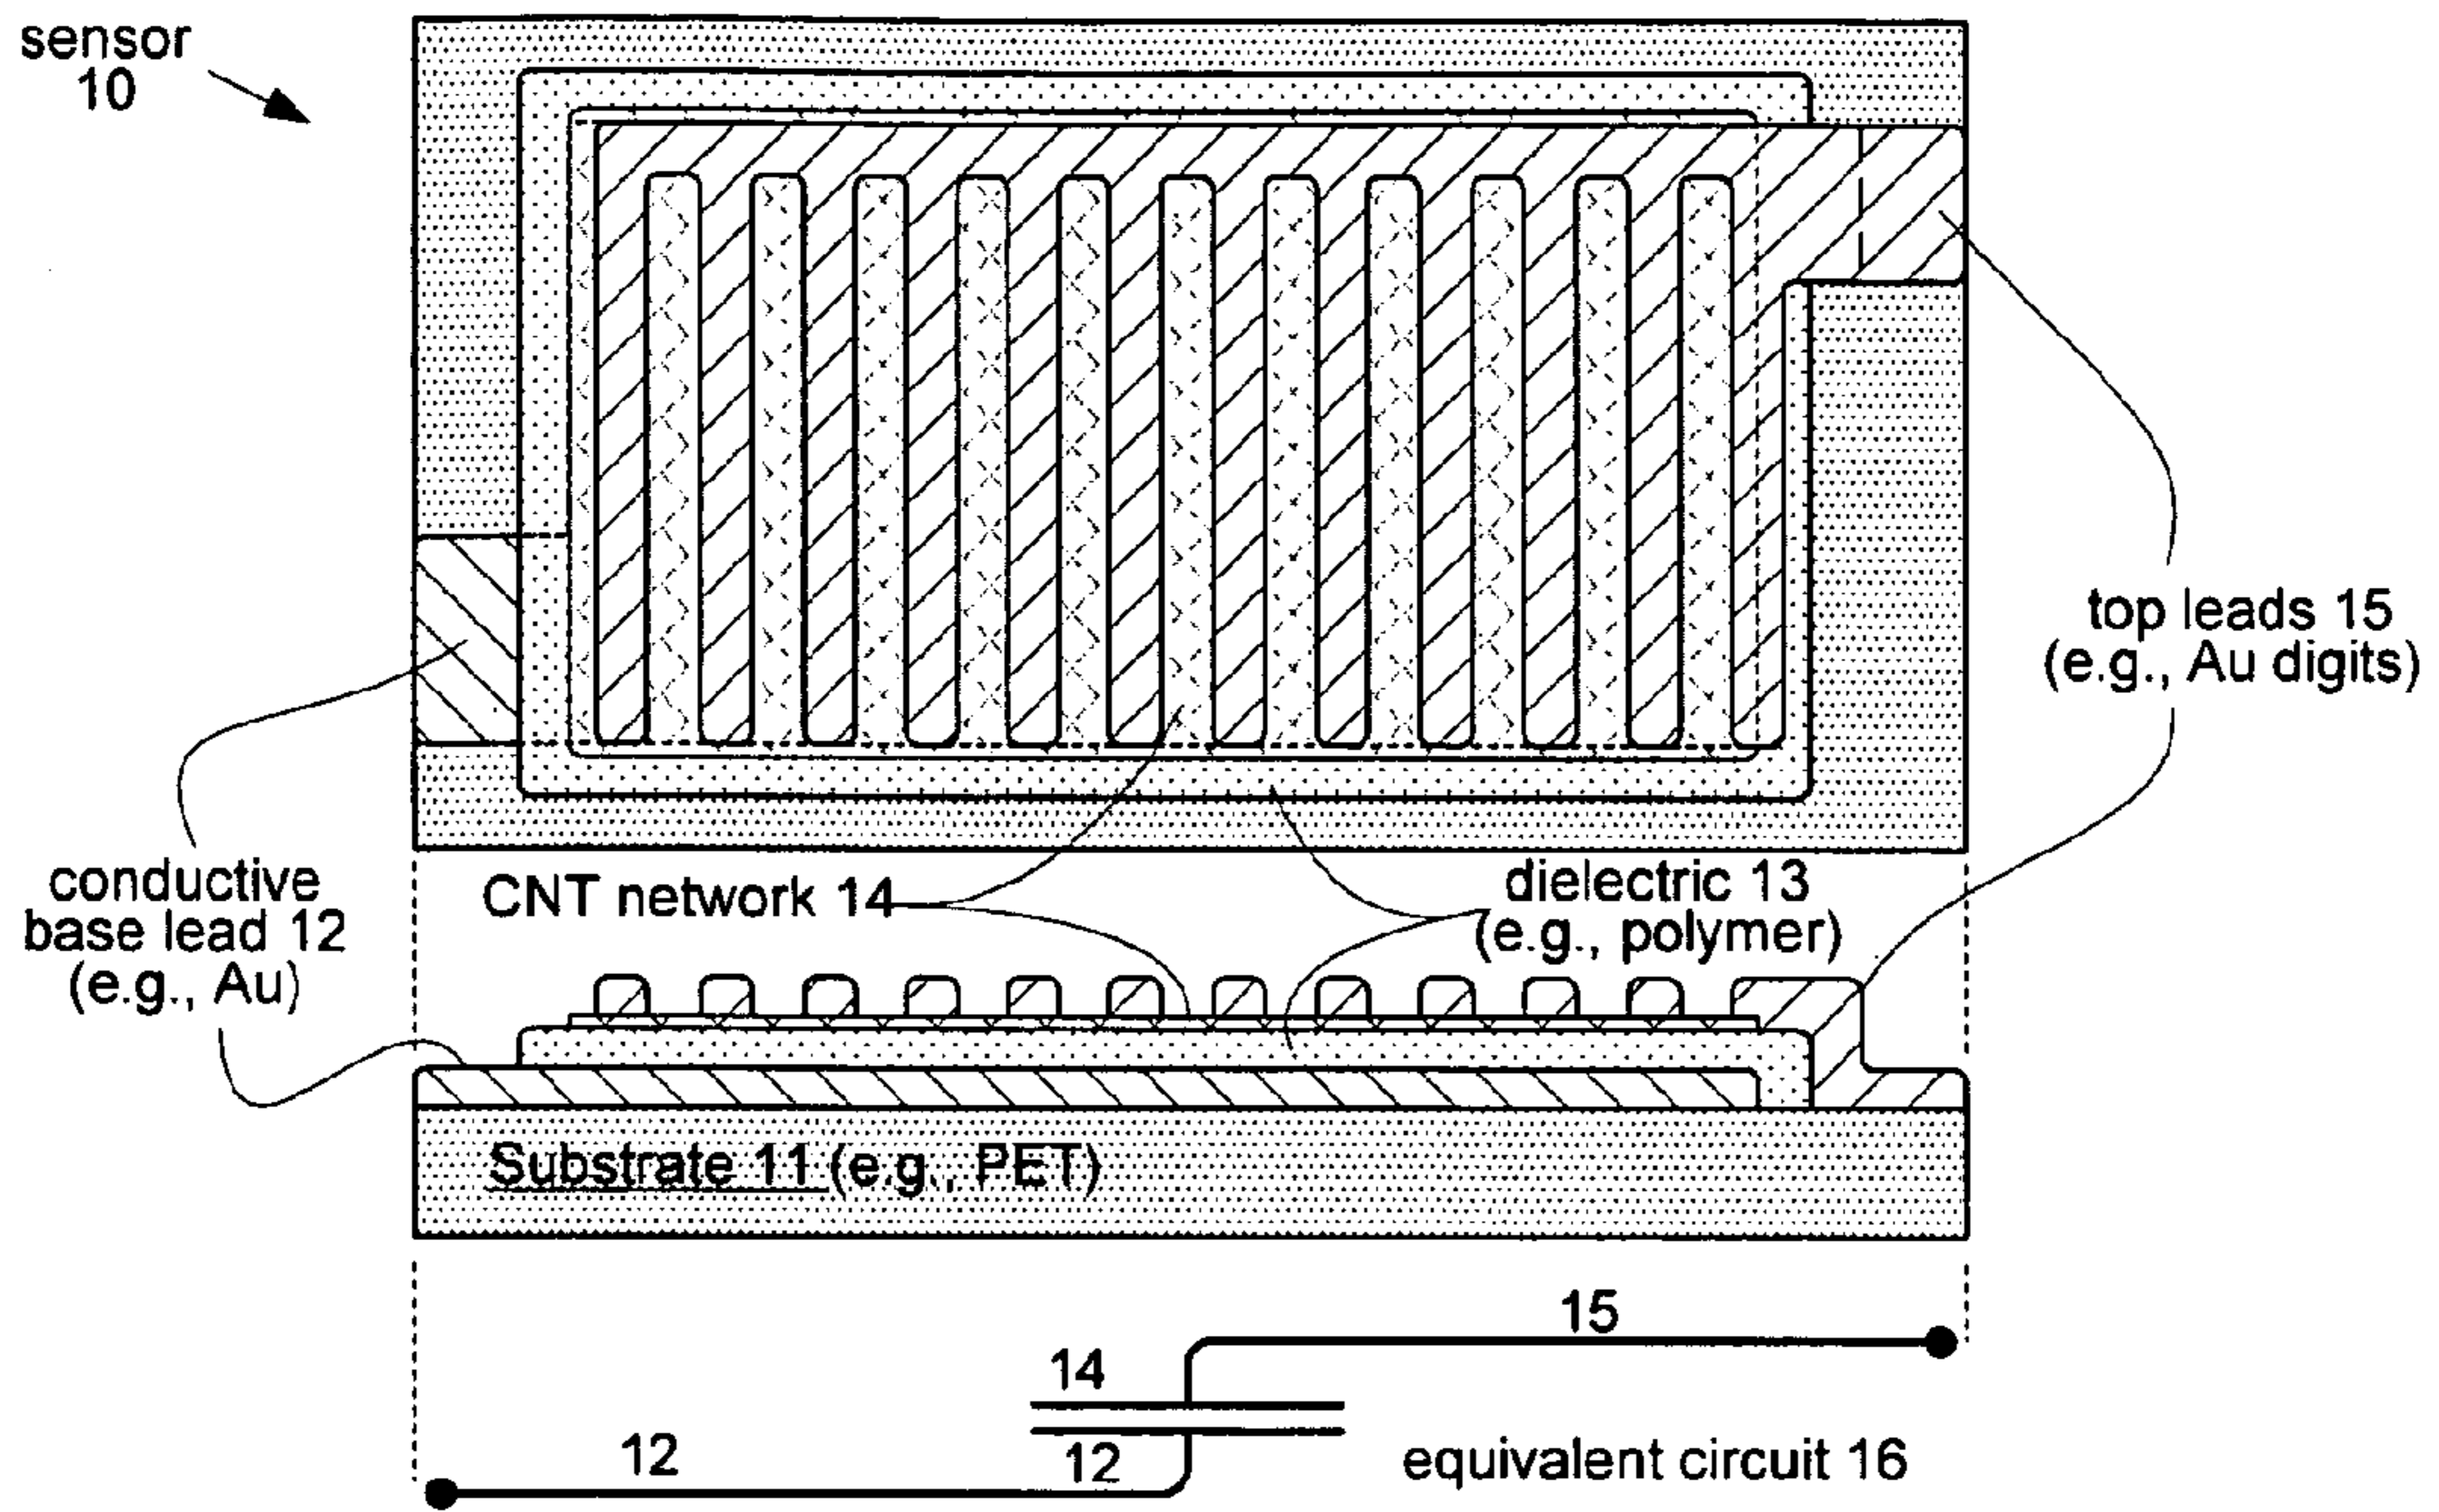 sensor
10
top leads 15
(e.g., Au digits)
conductive
base lead 12
(e.g., Au)
CNT network 14
dielectric 13
(e.g., polymer)
Substrate 11 (e.g., PET)
15
14
12
12
equivalent circuit 16